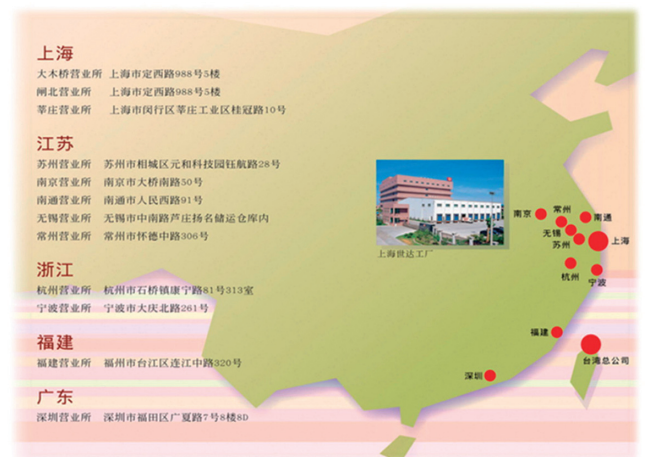 上海
大木桥营业所 上海市定西路988号5楼
闸北营业所 上海市定西路988号5楼
莘庄营业所 上海市闵行区莘庄工业区桂冠路10号
江苏
苏州营业所 苏州市相城区元和科技园钰航路28号
南京营业所 南京市大桥南路50号
南通营业所 南通市人民西路91号
无锡营业所 无锡市中南路芦庄扬名储运仓库内
常州营业所 常州市怀德中路306号
浙江
杭州营业所 杭州市石桥镇康宁路81号313室
宁波营业所 宁波市大庆北路261号
福建
福建营业所 福州市台江区连江中路320号
广东
深圳营业所 深圳市福田区广夏路7号8楼8D
上海世达工厂
南京
常州
南通
无锡
苏州
上海
杭州
宁波
福建
台湾总公司
深圳